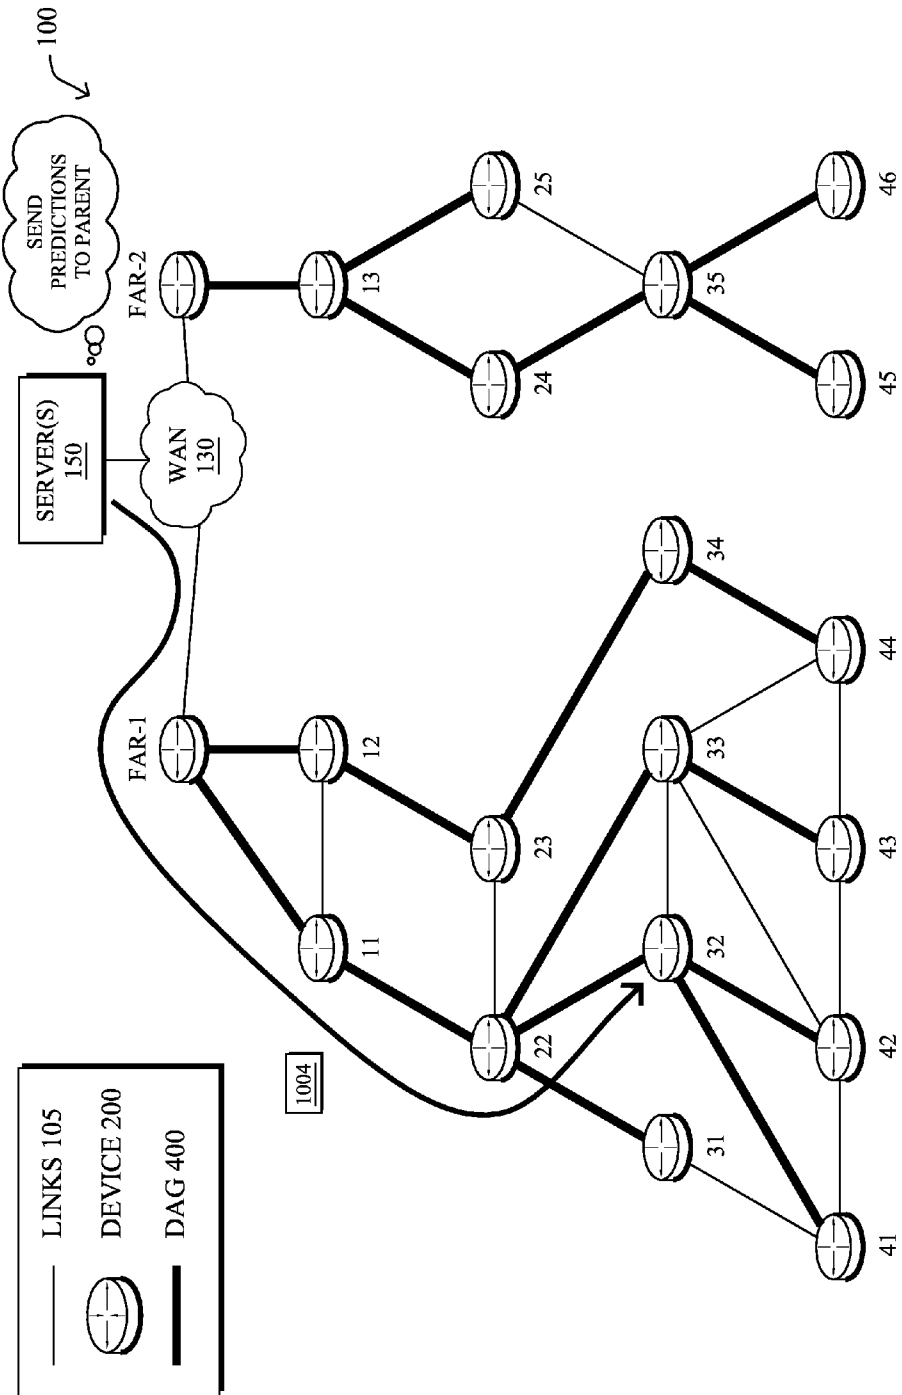 LINKS 105
DEVICE 200
DAG 400
SERVER(S)
150
SEND
PREDICTIONS
TO PARENT
100
WAN
130
FAR-1
FAR-2
1004
11
12
13
22
23
24
25
31
32
33
34
35
41
42
43
44
45
46